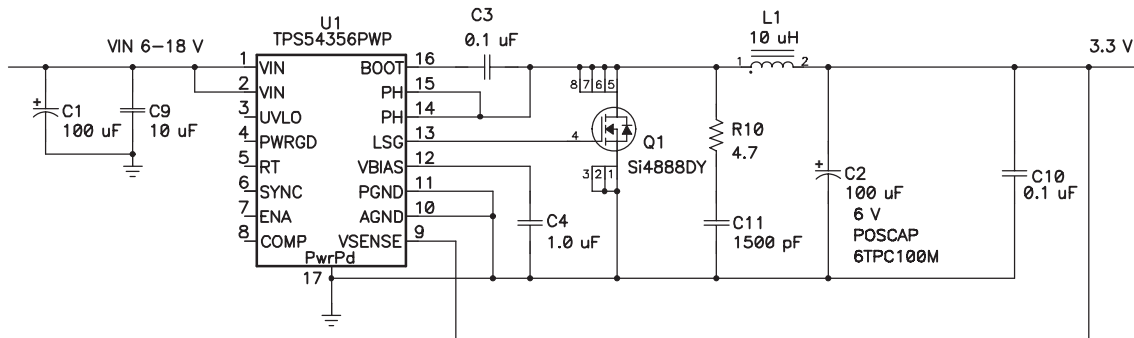 VIN 6–18 V
U1
TPS54356PWP
C3
0.1 uF
L1
10 uH
3.3 V
1 VIN BOOT 16
2 VIN PH 15
3 UVLO PH 14
4 PWRGD LSG 13
5 RT VBIAS 12
6 SYNC PGND 11
7 ENA AGND 10
8 COMP VSENSE 9
PwrPd
17
+
C1
100 uF
C9
10 uF
C4
1.0 uF
8 7 6 5
4
Q1
Si4888DY
3 2 1
1 2
R10
4.7
C11
1500 pF
+
C2
100 uF
6 V
POSCAP
6TPC100M
C10
0.1 uF